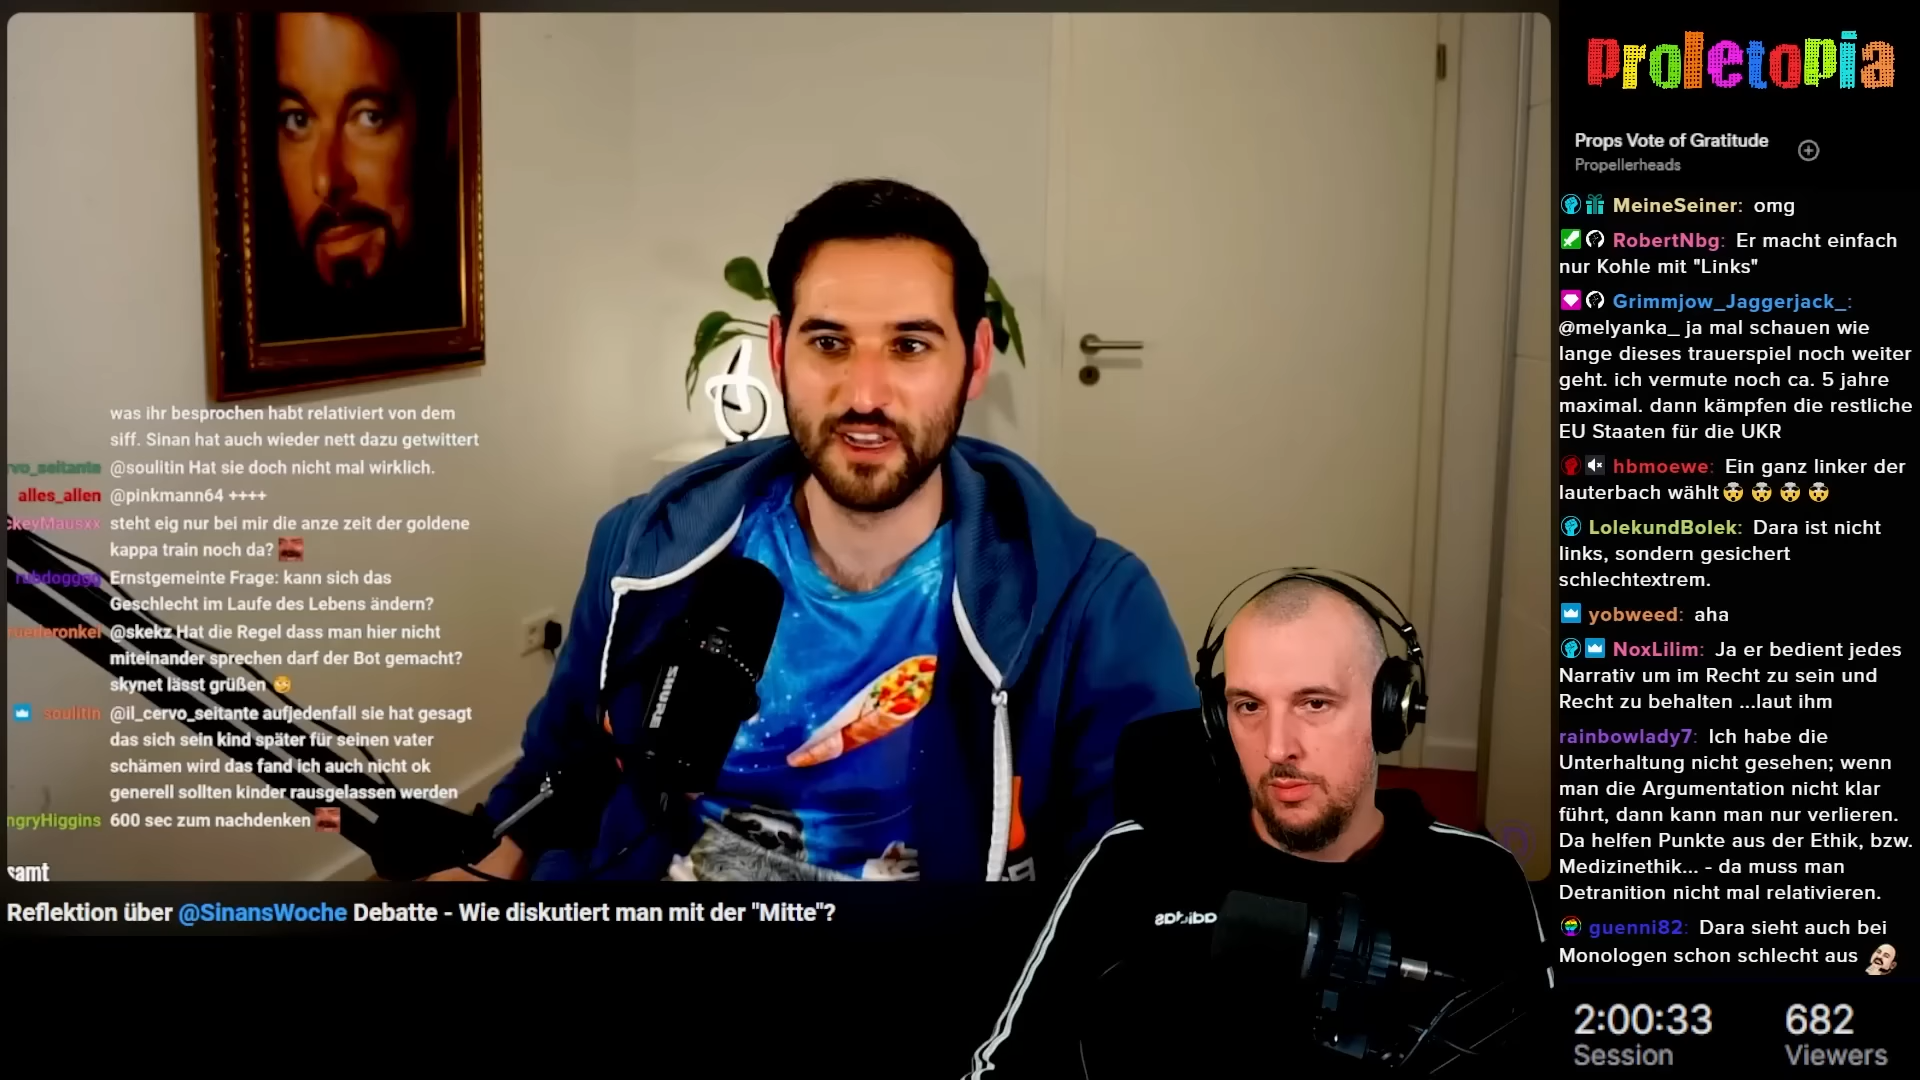 was ihr besprochen habt relativiert von dem
siff. Sinan hat auch wieder nett dazu getwittert
rvo_seitante @soulitin Hat sie doch nicht mal wirklich.
alles_allen @pinkmann64 ++++
ckeyMausxx steht eig nur bei mir die anze zeit der goldene
kappa train noch da?
rubdogggg Ernstgemeinte Frage: kann sich das
Geschlecht im Laufe des Lebens ändern?
@skekz Hat die Regel dass man hier nicht
miteinander sprechen darf der Bot gemacht?
skynet lässt grüßen
soulitin @il_cervo_seitante aufjedenfall sie hat gesagt
das sich sein kind später für seinen vater
schämen wird das fand ich auch nicht ok
generell sollten kinder rausgelassen werden
ngryHiggins 600 sec zum nachdenken
samt
Reflektion über @SinansWoche Debatte - Wie diskutiert man mit der "Mitte"?
SHURE
adidas
Proletopia
Props Vote of Gratitude
Propellerheads
MeineSeiner: omg
RobertNbg: Er macht einfach
nur Kohle mit "Links"
Grimmjow_Jaggerjack_:
@melyanka_ ja mal schauen wie
lange dieses trauerspiel noch weiter
geht. ich vermute noch ca. 5 jahre
maximal. dann kämpfen die restliche
EU Staaten für die UKR
hbmoewe: Ein ganz linker der
lauterbach wählt
LolekundBolek: Dara ist nicht
links, sondern gesichert
schlechtextrem.
yobweed: aha
NoxLilim: Ja er bedient jedes
Narrativ um im Recht zu sein und
Recht zu behalten ...laut ihm
rainbowlady7: Ich habe die
Unterhaltung nicht gesehen; wenn
man die Argumentation nicht klar
führt, dann kann man nur verlieren.
Da helfen Punkte aus der Ethik, bzw.
Medizinethik... - da muss man
Detranition nicht mal relativieren.
guenni82: Dara sieht auch bei
Monologen schon schlecht aus
2:00:33
Session
682
Viewers